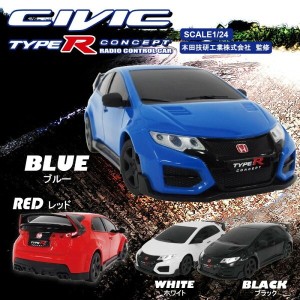 CIVIC
TYPE R CONCEPT
RADIO CONTROL CAR
SCALE1/24
本田技研工業株式会社 監修
BLUE
ブルー
TYPE R
CONCEPT
RED レッド
WHITE
ホワイト
BLACK
ブラック